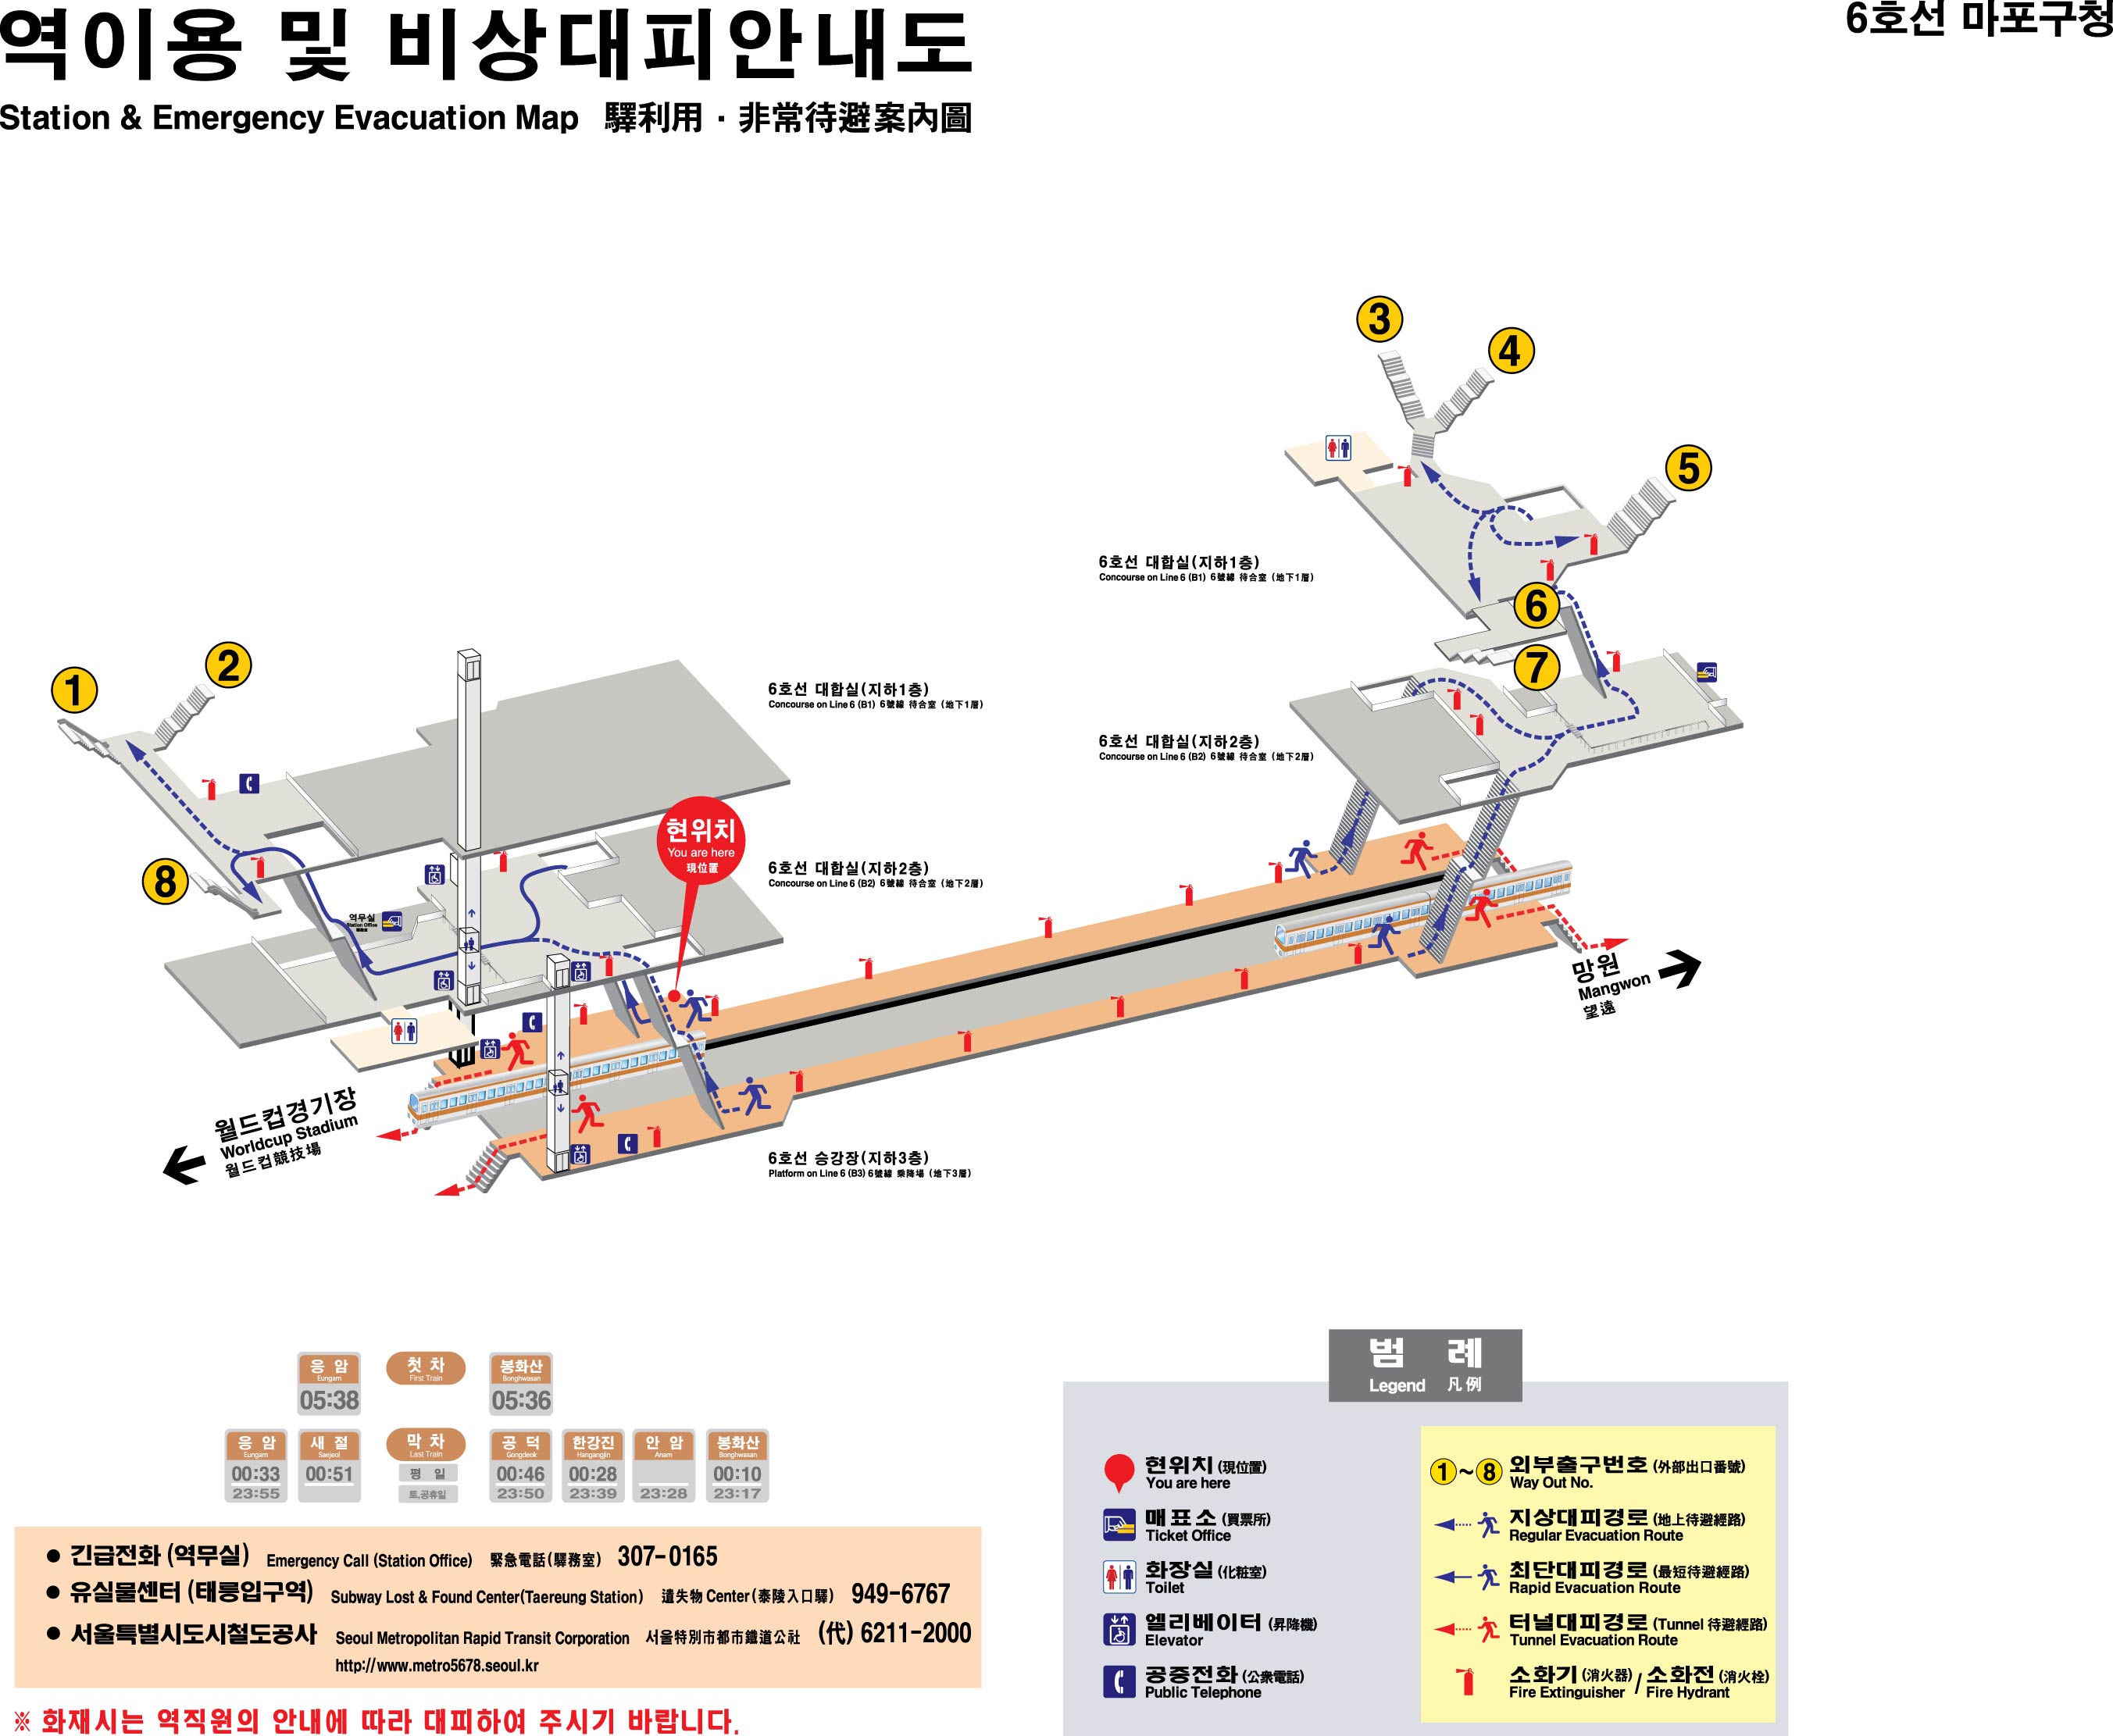 역이용 및 비상대피안내도
6호선 마포구청
Station & Emergency Evacuation Map 驛利用 · 非常待避案內圖
3
4
5
6호선 대합실(지하1층)
Concourse on Line 6 (B1) 6號線 待合室 (地下1層)
6
7
2
1
6호선 대합실(지하1층)
Concourse on Line 6 (B1) 6號線 待合室 (地下1層)
6호선 대합실(지하2층)
Concourse on Line 6 (B2) 6號線 待合室 (地下2層)
현위치
You are here
現位置
6호선 대합실(지하2층)
Concourse on Line 6 (B2) 6號線 待合室 (地下2層)
8
역무실
Station Office
망원
Mangwon
望遠
월드컵경기장
Worldcup Stadium
월드컵競技場
6호선 승강장(지하3층)
Platform on Line 6 (B3) 6號線 乘降場 (地下3層)
응 암 첫 차 봉화산
Eungam First Train Bonghwasan
05:38 05:36
응 암 새 절 막 차 공 덕 한강진 안 암 봉화산
Eungam Saejeol Last Train Gongdeok Hangangjin Anam Bonghwasan
00:33 00:51 평 일 00:46 00:28 00:10
23:55 토,공휴일 23:50 23:39 23:28 23:17
● 긴급전화 (역무실) Emergency Call (Station Office) 緊急電話(驛務室) 307-0165
● 유실물센터 (태릉입구역) Subway Lost & Found Center(Taereung Station) 遺失物 Center (泰陵入口驛) 949-6767
● 서울특별시도시철도공사 Seoul Metropolitan Rapid Transit Corporation 서울特別市都市鐵道公社 (代) 6211-2000
http://www.metro5678.seoul.kr
※ 화재시는 역직원의 안내에 따라 대피하여 주시기 바랍니다.
범 례
Legend 凡例
현위치 (現位置)
You are here
매표소 (買票所)
Ticket Office
화장실 (化粧室)
Toilet
엘리베이터 (昇降機)
Elevator
공중전화 (公衆電話)
Public Telephone
1~8 외부출구번호 (外部出口番號)
Way Out No.
지상대피경로 (地上待避經路)
Regular Evacuation Route
최단대피경로 (最短待避經路)
Rapid Evacuation Route
터널대피경로 (Tunnel 待避經路)
Tunnel Evacuation Route
소화기 (消火器) / 소화전 (消火栓)
Fire Extinguisher / Fire Hydrant